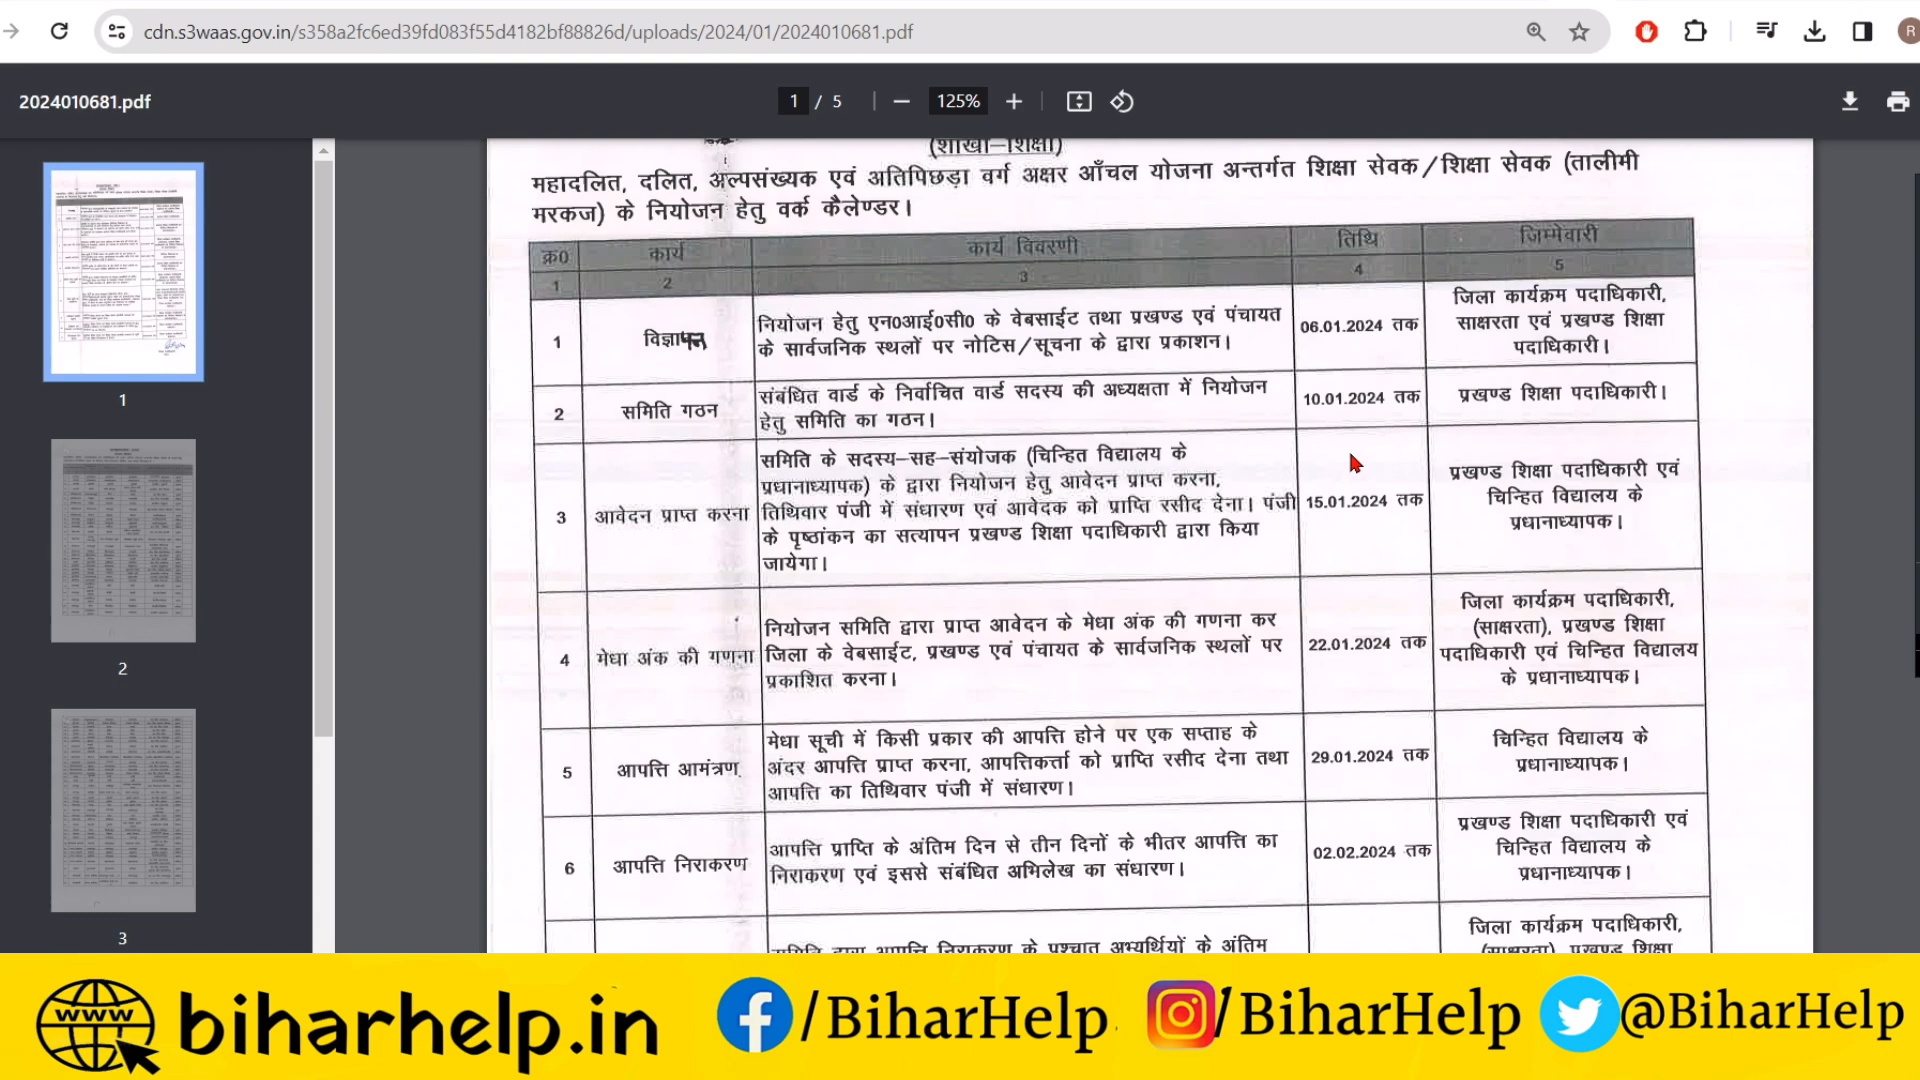 cdn.s3waas.gov.in/s358a2fc6ed39fd083f55d4182bf88826d/uploads/2024/01/2024010681.pdf
R
2024010681.pdf
1 / 5
125%
(शाखा–शिक्षा)
महादलित, दलित, अल्पसंख्यक एवं अतिपिछड़ा वर्ग अक्षर आँचल योजना अन्तर्गत शिक्षा सेवक/शिक्षा सेवक (तालीमी
मरकज) के नियोजन हेतु वर्क कैलेण्डर।
क्र0 कार्य कार्य विवरणी तिथि जिम्मेवारी
1 2 3 4 5
1 विज्ञापन
नियोजन हेतु एन0आई0सी0 के वेबसाईट तथा प्रखण्ड एवं पंचायत
के सार्वजनिक स्थलों पर नोटिस/सूचना के द्वारा प्रकाशन।
06.01.2024 तक
जिला कार्यक्रम पदाधिकारी,
साक्षरता एवं प्रखण्ड शिक्षा
पदाधिकारी।
2 समिति गठन
संबंधित वार्ड के निर्वाचित वार्ड सदस्य की अध्यक्षता में नियोजन
हेतु समिति का गठन।
10.01.2024 तक
प्रखण्ड शिक्षा पदाधिकारी।
3 आवेदन प्राप्त करना
समिति के सदस्य–सह–संयोजक (चिन्हित विद्यालय के
प्रधानाध्यापक) के द्वारा नियोजन हेतु आवेदन प्राप्त करना,
तिथिवार पंजी में संधारण एवं आवेदक को प्राप्ति रसीद देना। पंजी
के पृष्ठांकन का सत्यापन प्रखण्ड शिक्षा पदाधिकारी द्वारा किया
जायेगा।
15.01.2024 तक
प्रखण्ड शिक्षा पदाधिकारी एवं
चिन्हित विद्यालय के
प्रधानाध्यापक।
4 मेधा अंक की गणना
नियोजन समिति द्वारा प्राप्त आवेदन के मेधा अंक की गणना कर
जिला के वेबसाईट, प्रखण्ड एवं पंचायत के सार्वजनिक स्थलों पर
प्रकाशित करना।
22.01.2024 तक
जिला कार्यक्रम पदाधिकारी,
(साक्षरता), प्रखण्ड शिक्षा
पदाधिकारी एवं चिन्हित विद्यालय
के प्रधानाध्यापक।
5 आपत्ति आमंत्रण
मेधा सूची में किसी प्रकार की आपत्ति होने पर एक सप्ताह के
अंदर आपत्ति प्राप्त करना, आपत्तिकर्त्ता को प्राप्ति रसीद देना तथा
आपत्ति का तिथिवार पंजी में संधारण।
29.01.2024 तक
चिन्हित विद्यालय के
प्रधानाध्यापक।
6 आपत्ति निराकरण
आपत्ति प्राप्ति के अंतिम दिन से तीन दिनों के भीतर आपत्ति का
निराकरण एवं इससे संबंधित अभिलेख का संधारण।
02.02.2024 तक
प्रखण्ड शिक्षा पदाधिकारी एवं
चिन्हित विद्यालय के
प्रधानाध्यापक।
समिति द्वारा आपत्ति निराकरण के पश्चात अभ्यर्थियों के अंतिम
जिला कार्यक्रम पदाधिकारी,
(साक्षरता), प्रखण्ड शिक्षा
1
2
3
www
biharhelp.in
/BiharHelp
/BiharHelp
@BiharHelp